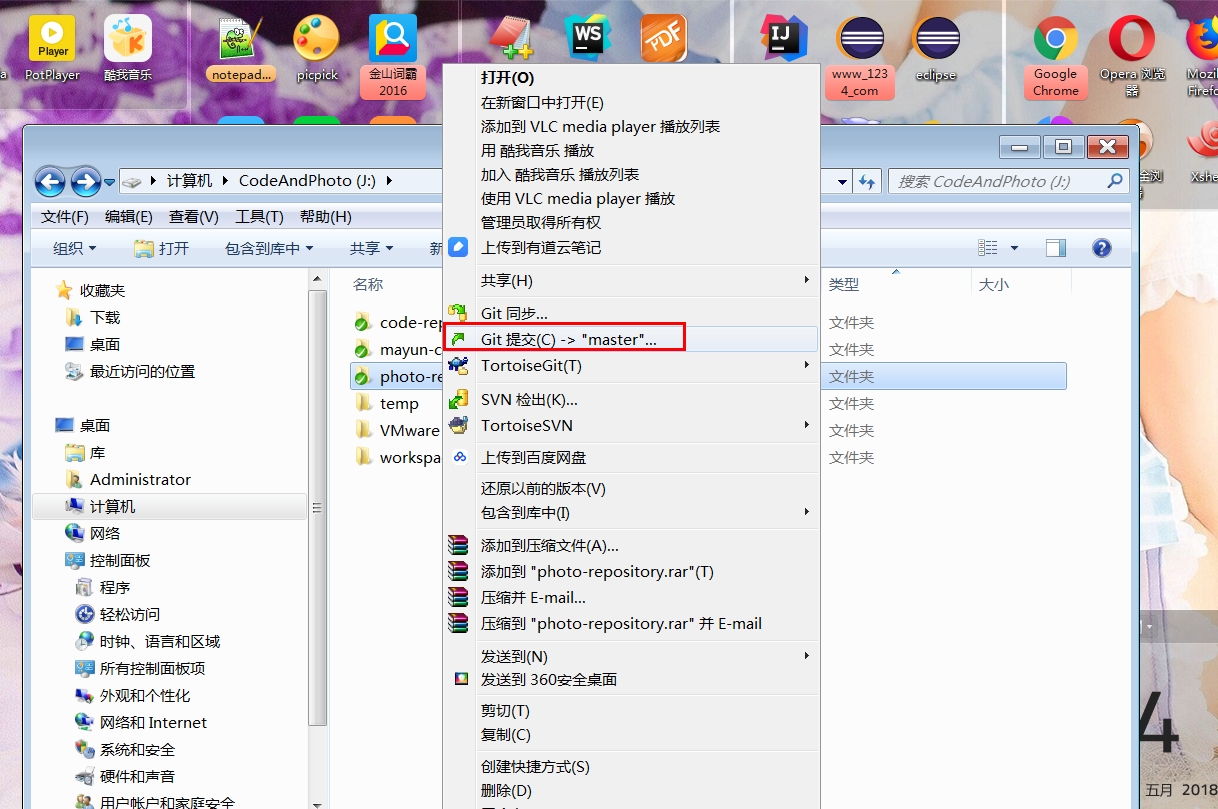 Player
PotPlayer
酷我音乐
notepad...
picpick
金山词霸
2016
WS
PDF
IJ
www_123
4_com
eclipse
Google
Chrome
Opera 浏览
器
CodeAndPhoto (J:)
计算机
搜索 CodeAndPhoto (J:)
文件(F) 编辑(E) 查看(V) 工具(T) 帮助(H)
组织 打开 包含到库中 共享 新
收藏夹
下载
桌面
最近访问的位置
桌面
库
Administrator
计算机
网络
控制面板
程序
轻松访问
时钟、语言和区域
所有控制面板项
外观和个性化
网络和 Internet
系统和安全
硬件和声音
用户帐户和家庭安全
名称 类型 大小
code-rep
文件夹
mayun-c
文件夹
photo-re
文件夹
temp
文件夹
VMware
文件夹
workspa
文件夹
打开(O)
在新窗口中打开(E)
添加到 VLC media player 播放列表
用 酷我音乐 播放
加入 酷我音乐 播放列表
使用 VLC media player 播放
管理员取得所有权
上传到有道云笔记
共享(H)
Git 同步...
Git 提交(C) -> "master"...
TortoiseGit(T)
SVN 检出(K)...
TortoiseSVN
上传到百度网盘
还原以前的版本(V)
包含到库中(I)
添加到压缩文件(A)...
添加到 "photo-repository.rar"(T)
压缩并 E-mail...
压缩到 "photo-repository.rar" 并 E-mail
发送到(N)
发送到 360安全桌面
剪切(T)
复制(C)
创建快捷方式(S)
删除(D)
Mozil
Firefo
Xshe
4
五月 2018